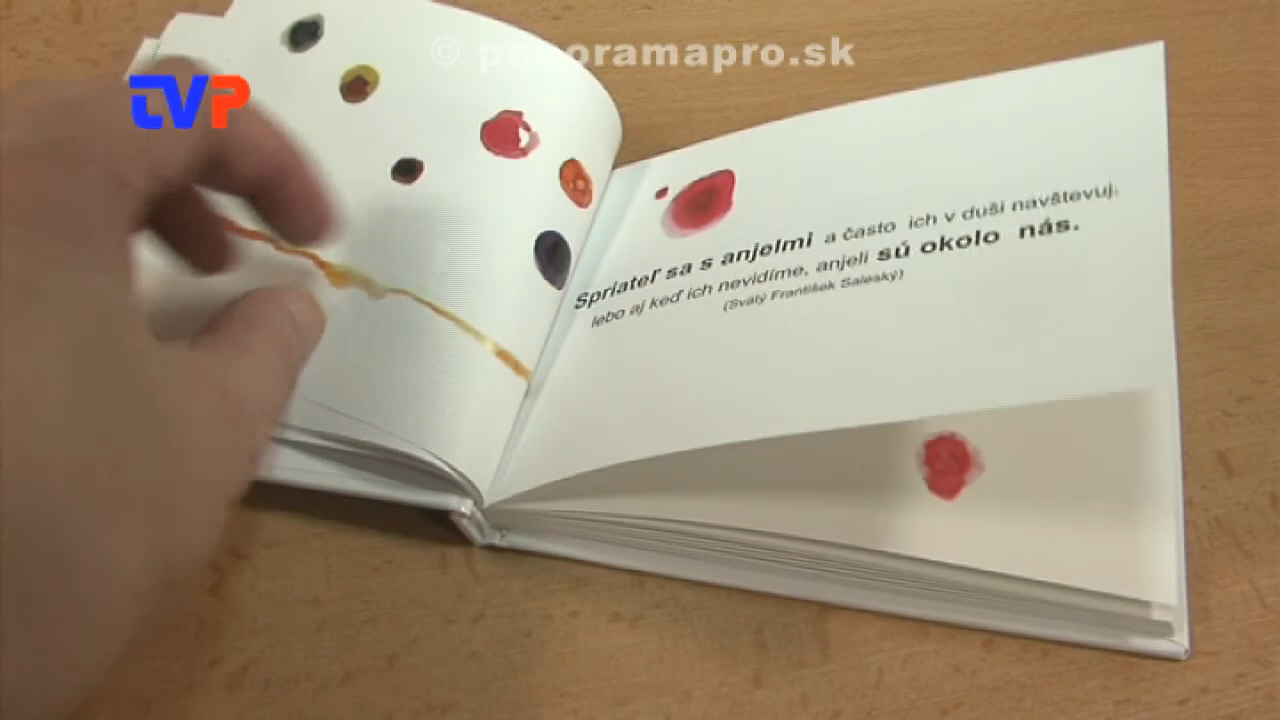 © panoramapro.sk
TVP
Spriateľ sa s anjelmi a často ich v duši navštevuj,
lebo aj keď ich nevidíme, anjeli sú okolo nás.
(Svätý František Saleský)